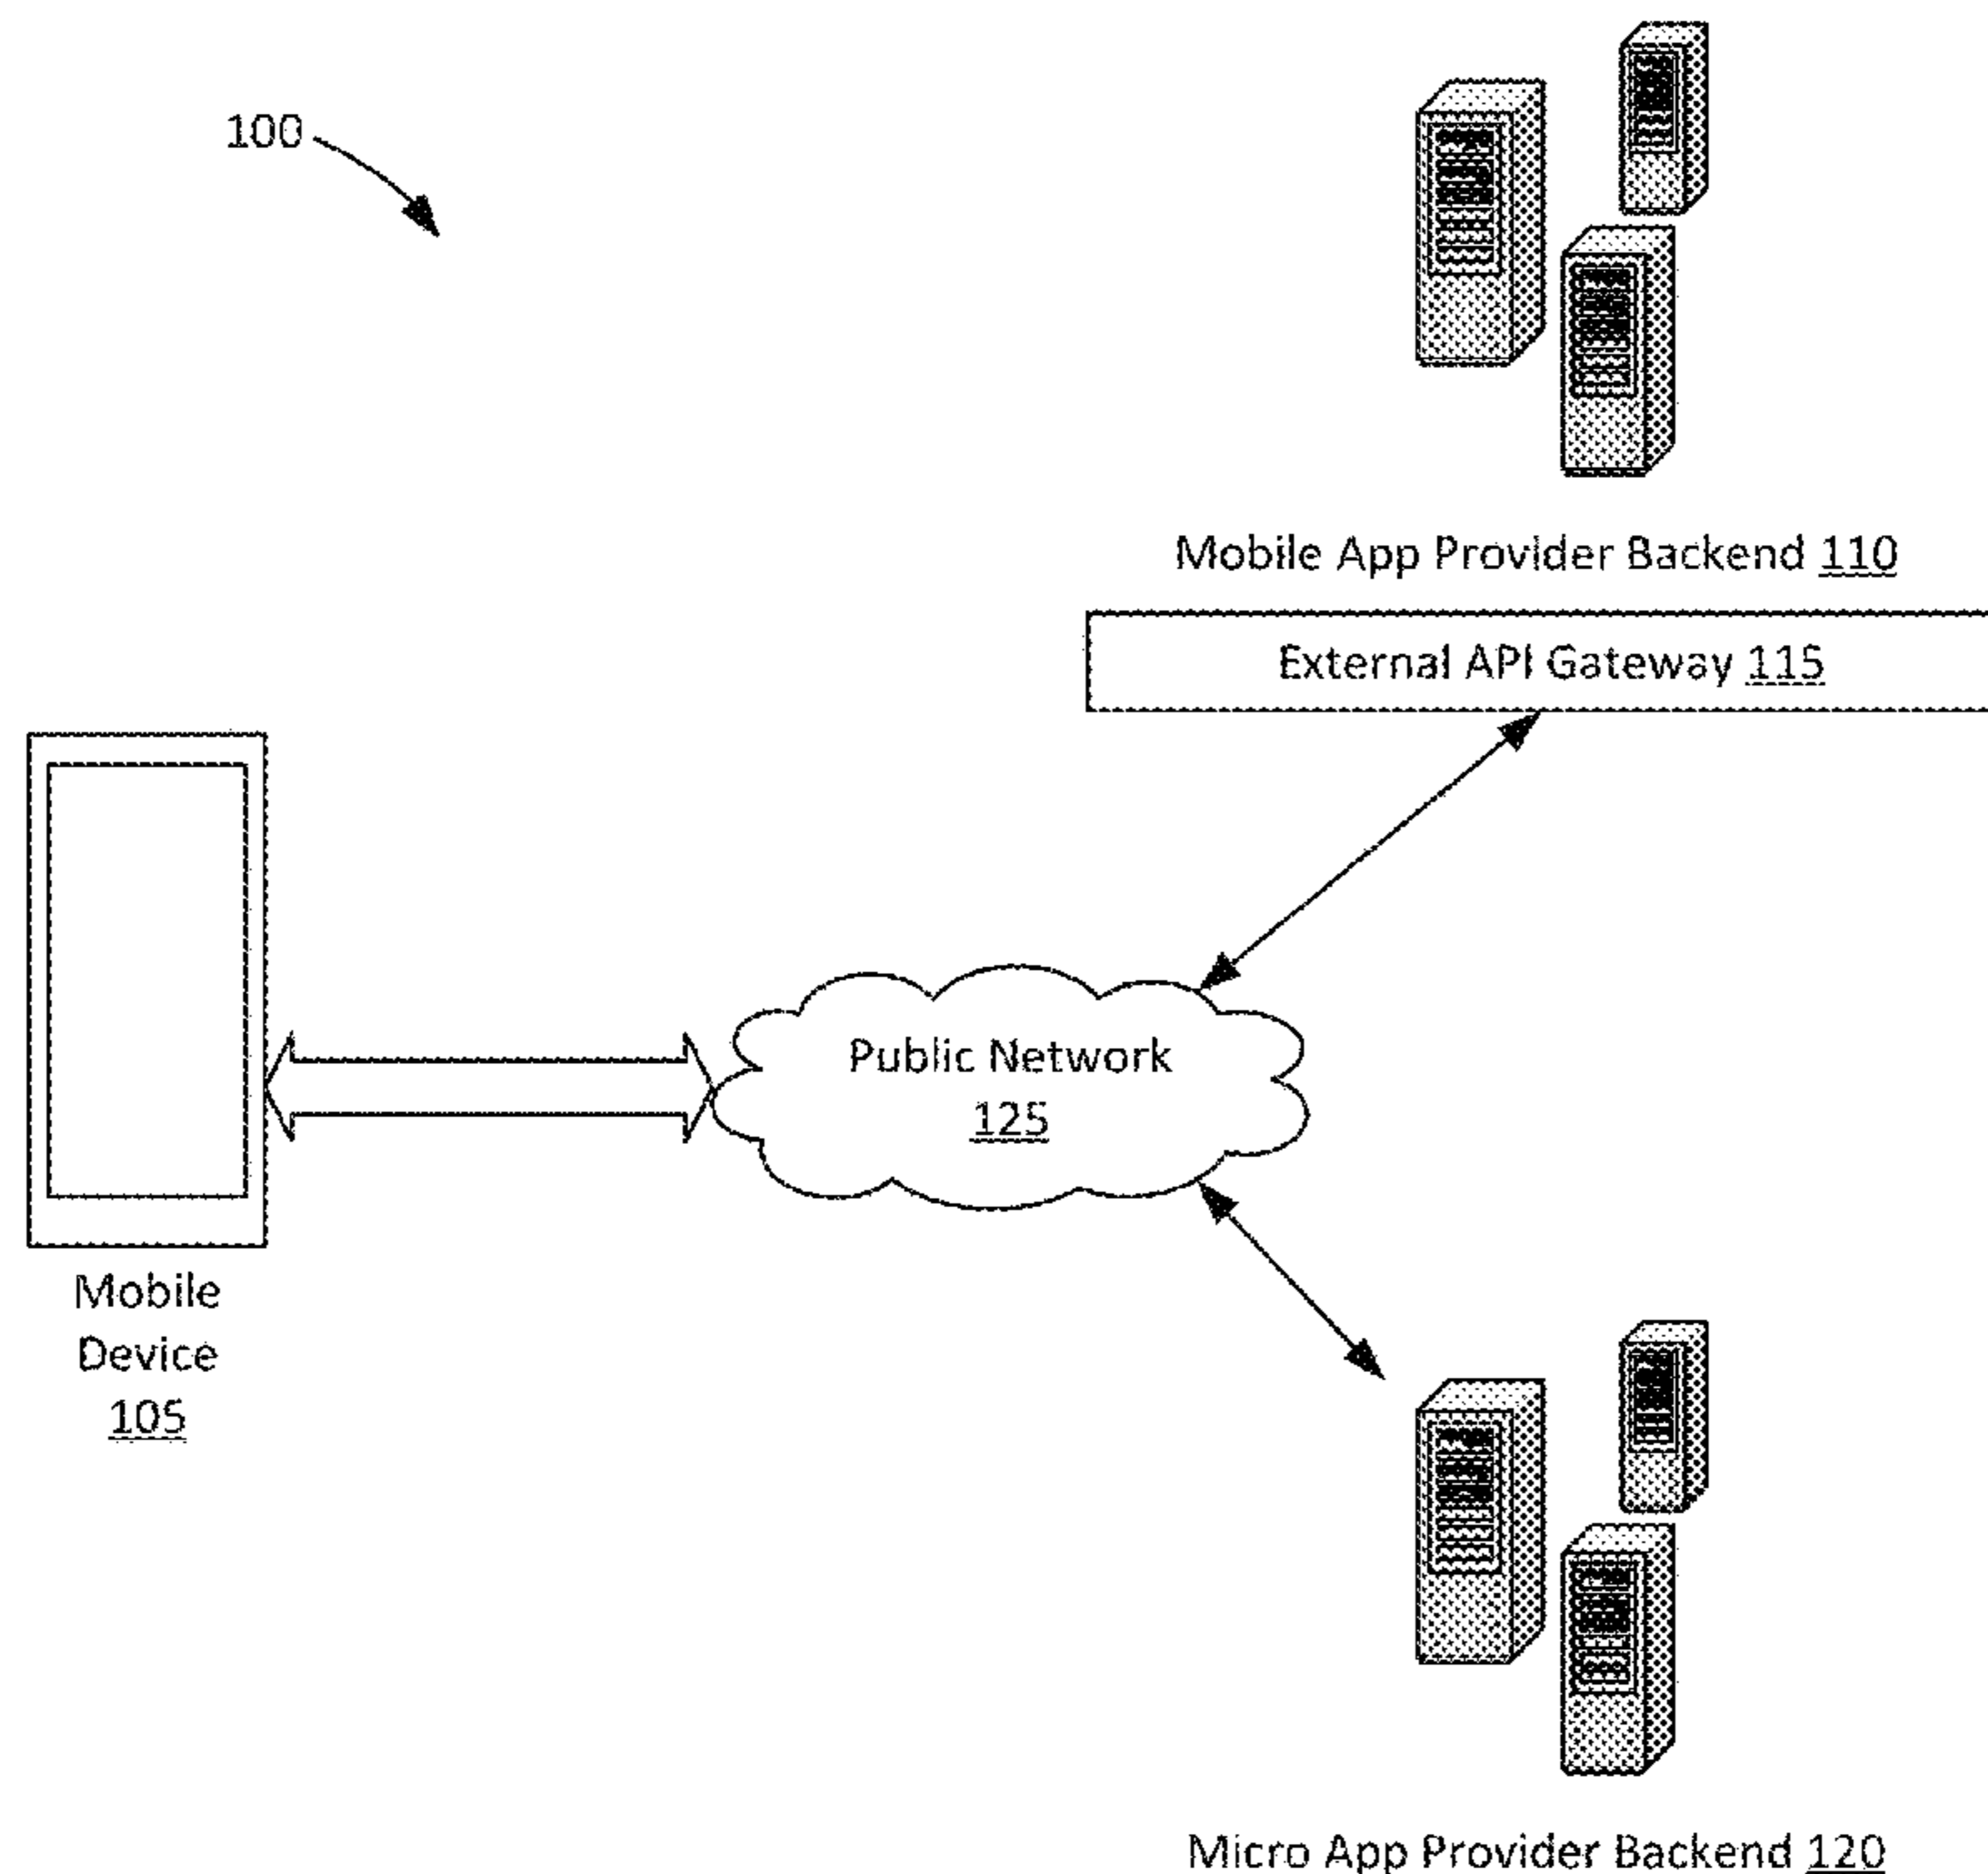 100
Mobile App Provider Backend 110
External API Gateway 115
Public Network
125
Mobile
Device
105
Micro App Provider Backend 120